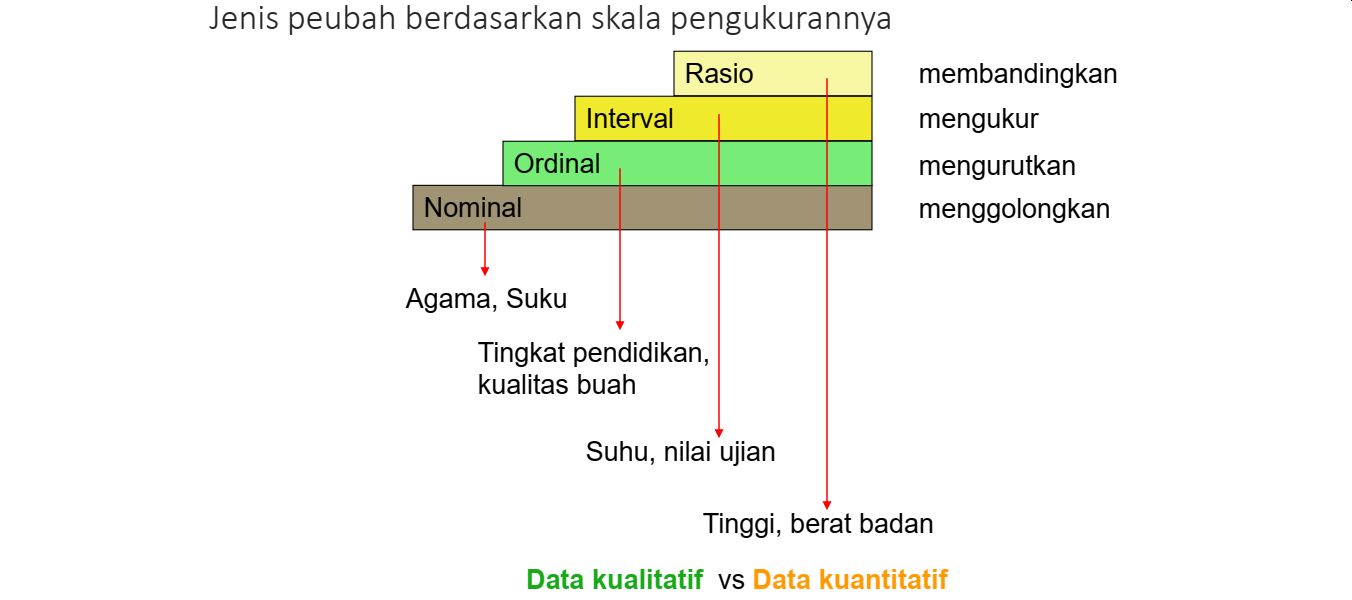 Jenis peubah berdasarkan skala pengukurannya
Rasio membandingkan
Interval mengukur
Ordinal mengurutkan
Nominal menggolongkan
Agama, Suku
Tingkat pendidikan,
kualitas buah
Suhu, nilai ujian
Tinggi, berat badan
Data kualitatif vs Data kuantitatif